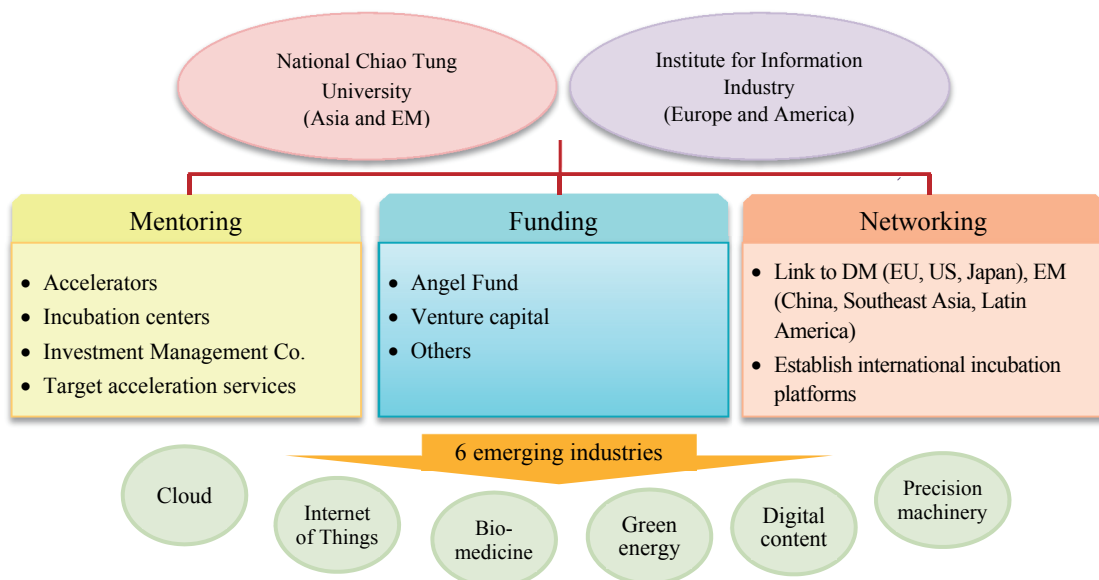 National Chiao Tung
University
(Asia and EM)
Institute for Information
Industry
(Europe and America)
Mentoring
• Accelerators
• Incubation centers
• Investment Management Co.
• Target acceleration services
Funding
• Angel Fund
• Venture capital
• Others
Networking
• Link to DM (EU, US, Japan), EM
(China, Southeast Asia, Latin
America)
• Establish international incubation
platforms
6 emerging industries
Cloud
Internet
of Things
Bio-
medicine
Green
energy
Digital
content
Precision
machinery